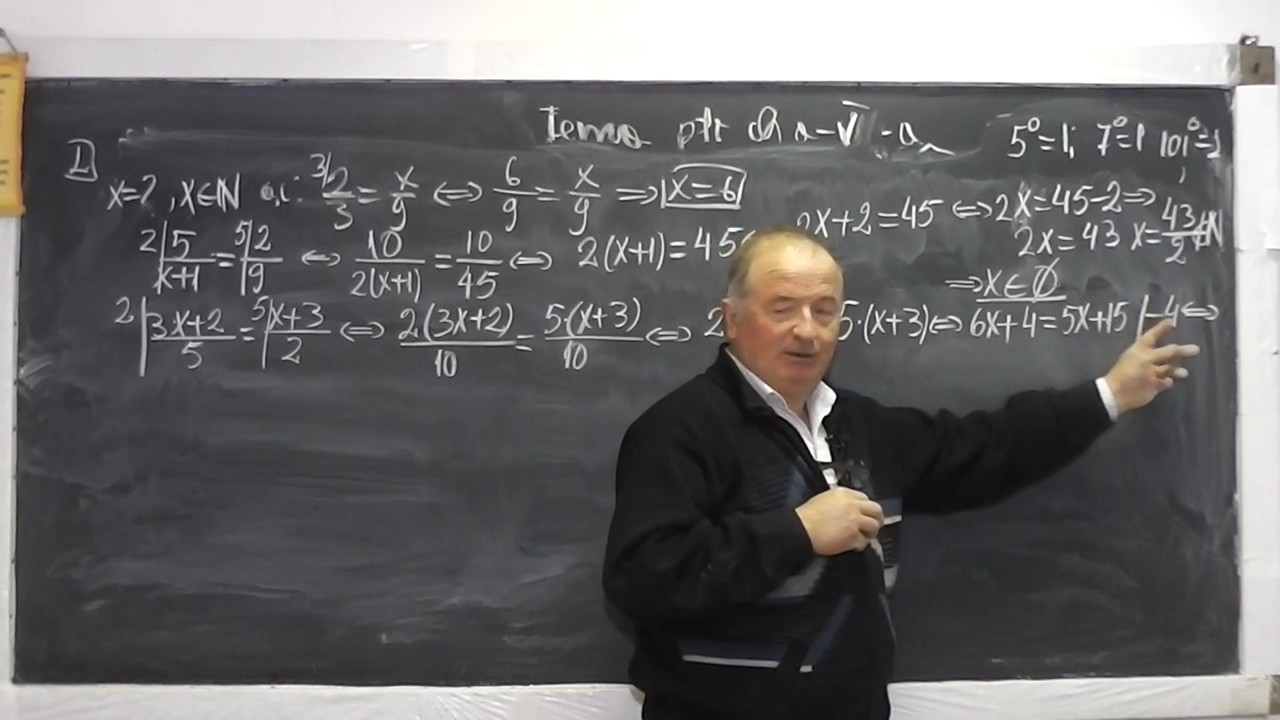 Tema ptr cls a-V-a
5⁰=1; 7⁰=1 101⁰=1
1) x=? , x∈ℕ a.î. 3/2/3 = x/9 ⇔ 6/9 = x/9 ⇒ x=6
2/5/x+1 = 5/2/9 ⇔ 10/2(x+1) = 10/45 ⇔ 2(x+1)=45 2x+2=45 ⇔ 2x=45-2 ⇒
2x=43 x=43/2 ∉ℕ
⇒ x∈∅
2/3x+2/5 = 5/x+3/2 ⇔ 2(3x+2)/10 = 5·(x+3)/10 ⇔ 2 5·(x+3) ⇔ 6x+4=5x+15 |-4 ⇔